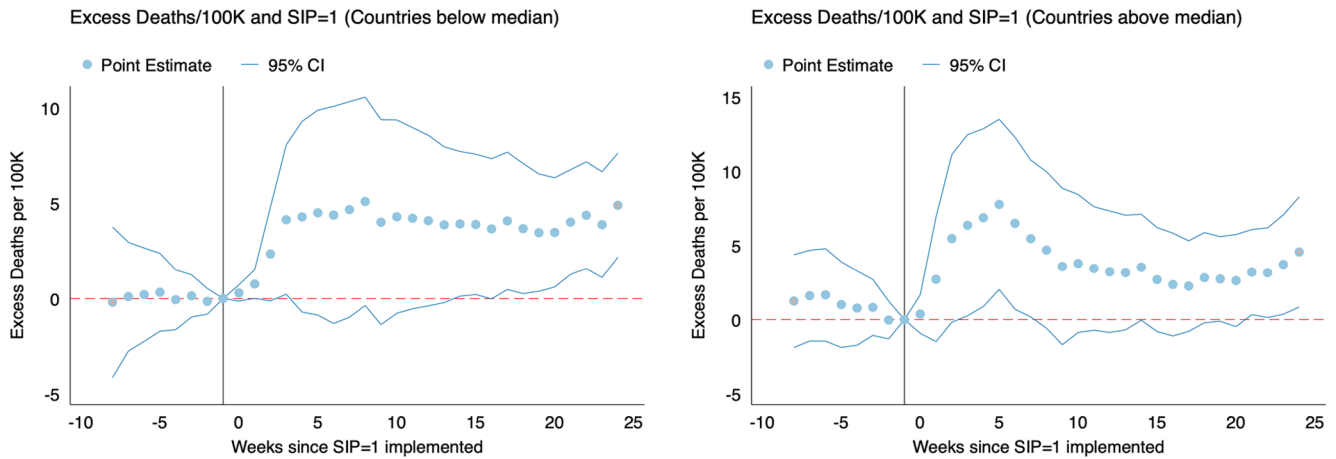 Excess Deaths/100K and SIP=1 (Countries below median)
Point Estimate
95% CI
Excess Deaths per 100K
10
5
0
-5
-10
-5
0
5
10
15
20
25
Weeks since SIP=1 implemented
Excess Deaths/100K and SIP=1 (Countries above median)
Point Estimate
95% CI
Excess Deaths per 100K
15
10
5
0
-5
-10
-5
0
5
10
15
20
25
Weeks since SIP=1 implemented